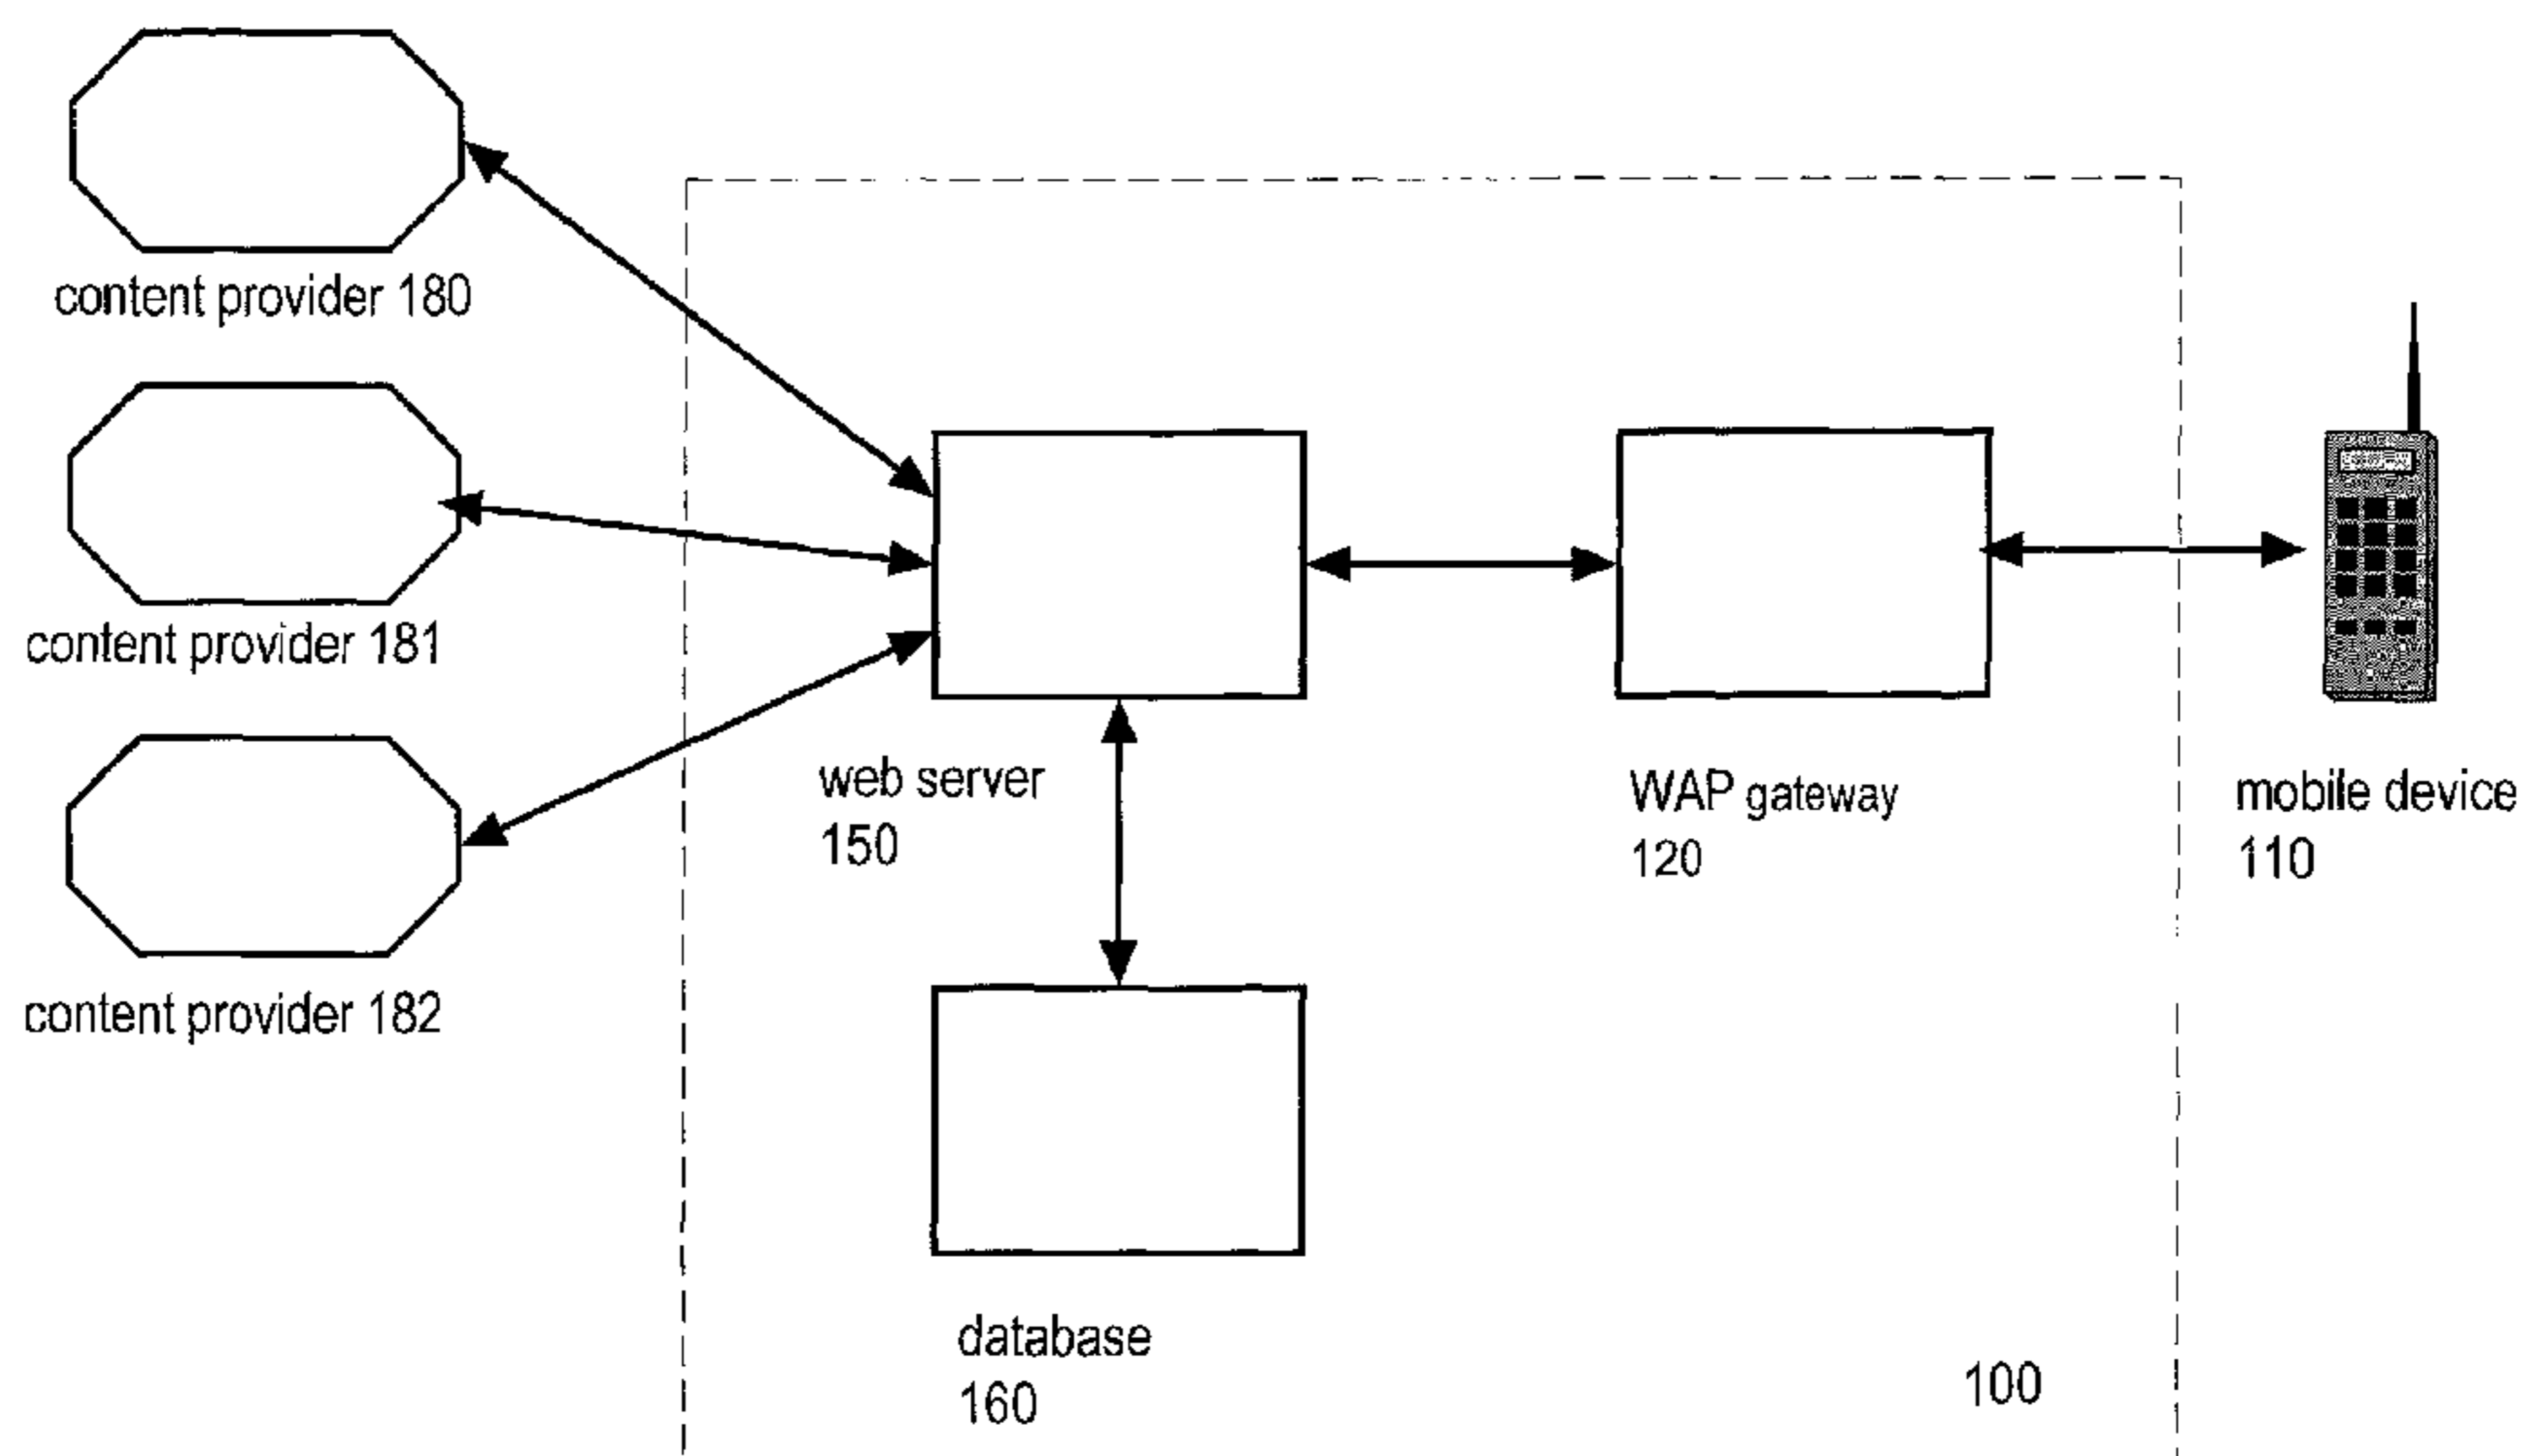 content provider 180
content provider 181
content provider 182
web server
150
WAP gateway
120
mobile device
110
database
160
100